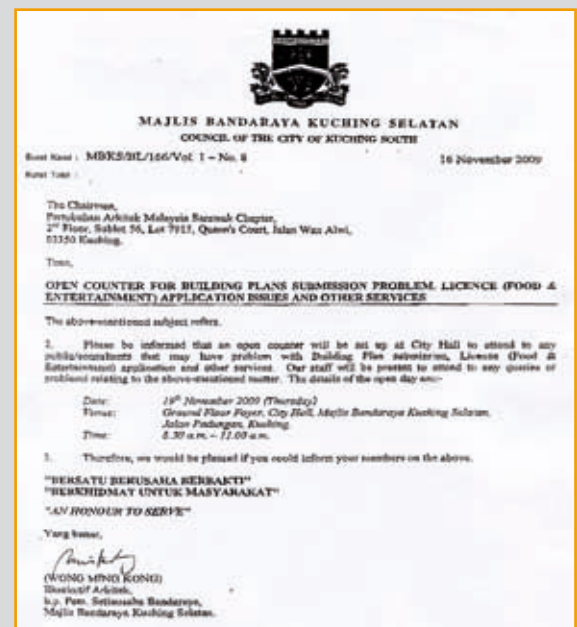 MAJLIS BANDARAYA KUCHING SELATAN
COUNCIL OF THE CITY OF KUCHING SOUTH
MBKS/BL/166/Vol. 1 – No. 8 16 November 2009
The Chairman,
Pertubuhan Arkitek Malaysia Sarawak Chapter,
2nd Floor, Sublot 56, Lot 7915, Queen's Court, Jalan Wan Alwi,
93350 Kuching.
Tuan,
OPEN COUNTER FOR BUILDING PLANS SUBMISSION PROBLEM, LICENCE (FOOD &
ENTERTAINMENT) APPLICATION ISSUES AND OTHER SERVICES
The above-mentioned subject refers.
2. Please be informed that an open counter will be set up at City Hall to attend to any
public/consultants that may have problem with Building Plan submission, Licence (Food &
Entertainment) application and other services. Our staff will be present to attend to any queries or
problem relating to the above-mentioned matter. The details of the open day are:-
Date: 19th November 2009 (Thursday)
Venue: Ground Floor Foyer, City Hall, Majlis Bandaraya Kuching Selatan,
Jalan Padungan, Kuching.
Time: 8.30 a.m. – 12.00 a.m.
3. Therefore, we would be pleased if you could inform your members on the above.
"BERSATU BERUSAHA BERBAKTI"
"BERKHIDMAT UNTUK MASYARAKAT"
"AN HONOUR TO SERVE"
Yang benar,
(WONG MING KONG)
Arkitek,
b.p. Setiausaha Bandaraya,
Majlis Bandaraya Kuching Selatan.